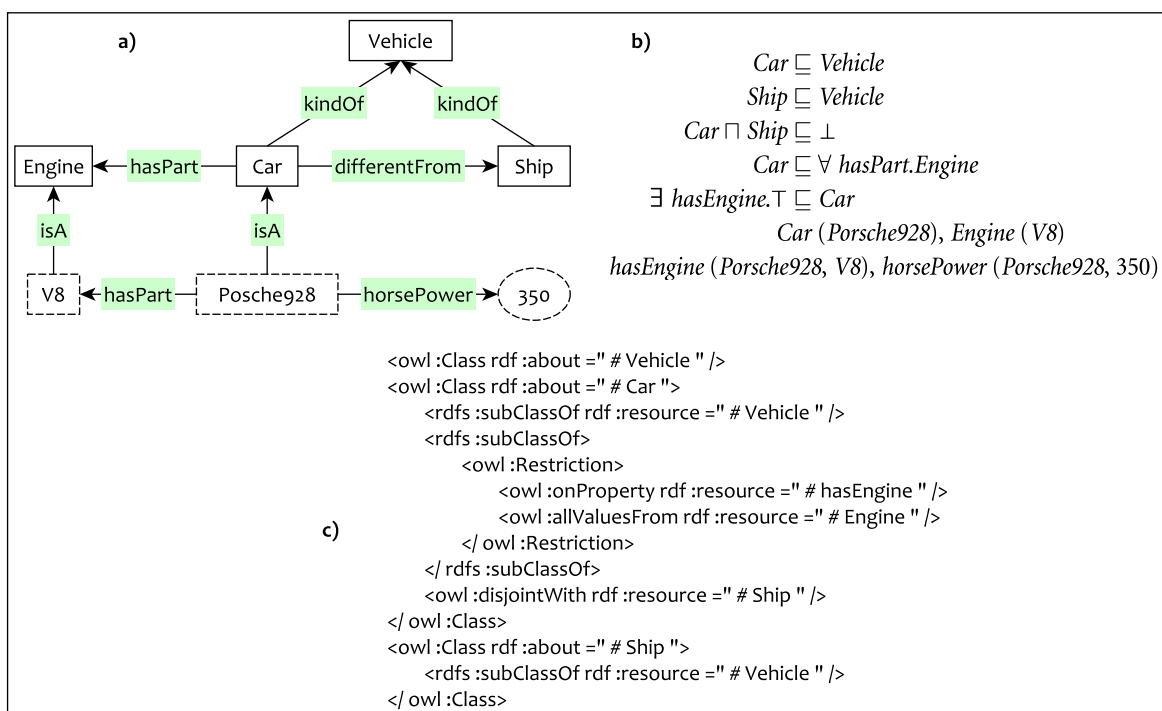 a)
Vehicle
kindOf
kindOf
Engine
hasPart
Car
differentFrom
Ship
isA
isA
V8
hasPart
Posche928
horsePower
350
b)
Car ⊑ Vehicle
Ship ⊑ Vehicle
Car ⊓ Ship ⊑ ⊥
Car ⊑ ∀ hasPart.Engine
∃ hasEngine.⊤ ⊑ Car
Car (Porsche928), Engine (V8)
hasEngine (Porsche928, V8), horsePower (Porsche928, 350)
c)
<owl :Class rdf :about =" # Vehicle " />
<owl :Class rdf :about =" # Car ">
<rdfs :subClassOf rdf :resource =" # Vehicle " />
<rdfs :subClassOf>
<owl :Restriction>
<owl :onProperty rdf :resource =" # hasEngine " />
<owl :allValuesFrom rdf :resource =" # Engine " />
</ owl :Restriction>
</ rdfs :subClassOf>
<owl :disjointWith rdf :resource =" # Ship " />
</ owl :Class>
<owl :Class rdf :about =" # Ship ">
<rdfs :subClassOf rdf :resource =" # Vehicle " />
</ owl :Class>